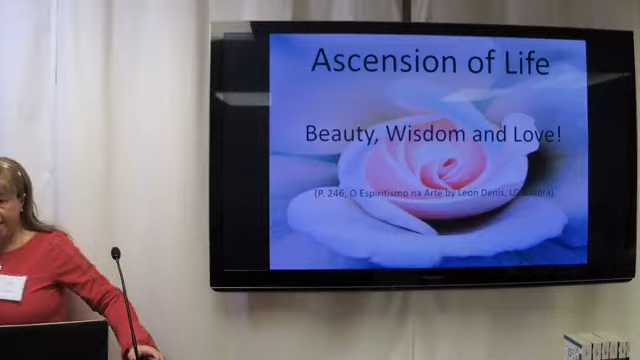 Ascension of Life
Beauty, Wisdom and Love!
(P. 246, O Espiritismo na Arte by Leon Denis,